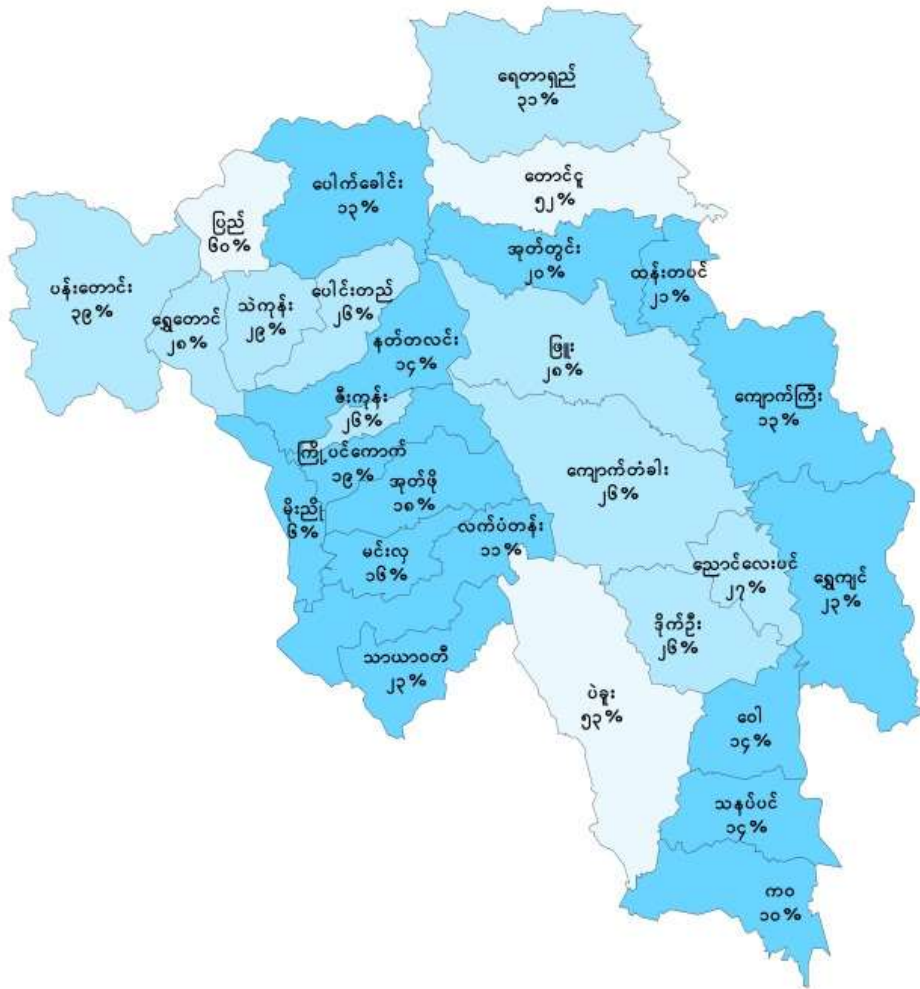 ရေတာရှည်
၃၁%
တောင်ငူ
၅၂%
ပေါက်ခေါင်း
၁၃%
ပြည်
၆၀%
အုတ်တွင်း
၂၀%
ထန်းတပင်
၂၁%
ပန်းတောင်း
၃၉%
ရွှေတောင်
၂၈%
သဲကုန်း
၂၉%
ပေါင်းတည်
၂၆%
နတ်တလင်း
၁၄%
ဖြူး
၂၈%
ကျောက်ကြီး
၁၃%
ဇီးကုန်း
၂၆%
ကြို့ပင်ကောက်
၁၉%
အုတ်ဖို
၁၈%
ကျောက်တံခါး
၂၆%
မိုးညို
၆%
မင်းလှ
၁၆%
လက်ပံတန်း
၁၁%
ညောင်လေးပင်
၂၇%
ရွှေကျင်
၂၃%
ဒိုက်ဦး
၂၆%
သာယာဝတီ
၂၃%
ပဲခူး
၅၃%
ဝေါ
၁၄%
သနပ်ပင်
၁၄%
ကဝ
၁၀%